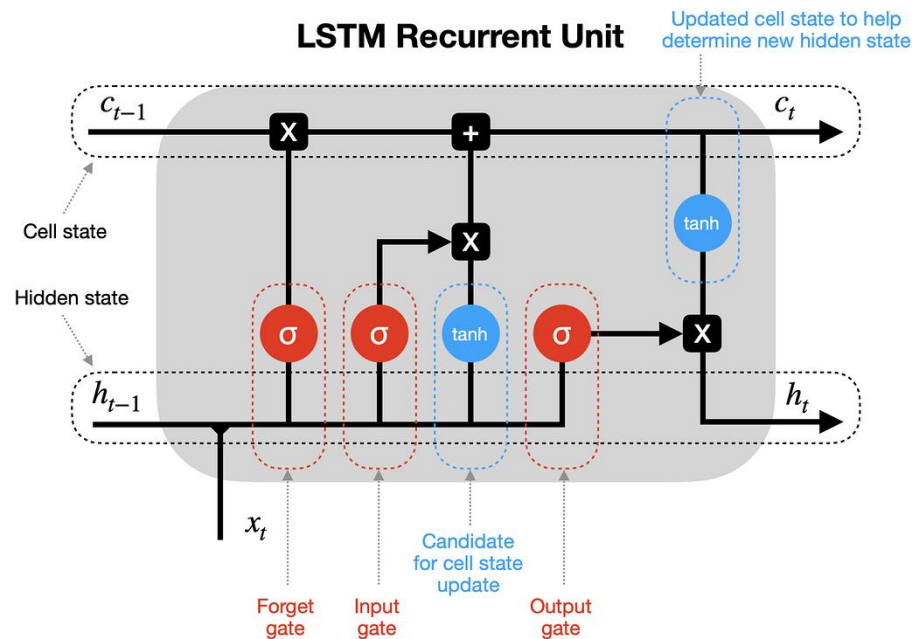 LSTM Recurrent Unit
Updated cell state to help
determine new hidden state
c_{t−1}
c_t
X
+
Cell state
X
tanh
Hidden state
σ
σ
tanh
σ
X
h_{t−1}
h_t
x_t
Candidate
for cell state
update
Forget
gate
Input
gate
Output
gate